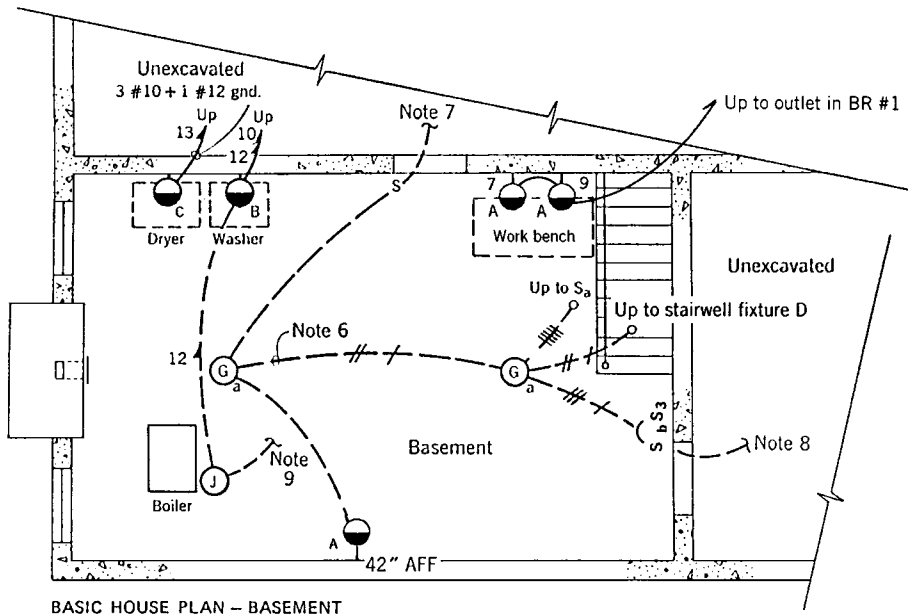 Unexcavated
3 #10 + 1 #12 gnd.
Up
13
Up
10
12
Note 7
Up to outlet in BR #1
S
7
9
C
B
A
A
Dryer
Washer
Work bench
Unexcavated
Up to Sa
Up to stairwell fixture D
Note 6
12
G
a
G
a
Sb S3
Basement
Note 8
Note
9
J
Boiler
A
42" AFF
BASIC HOUSE PLAN – BASEMENT